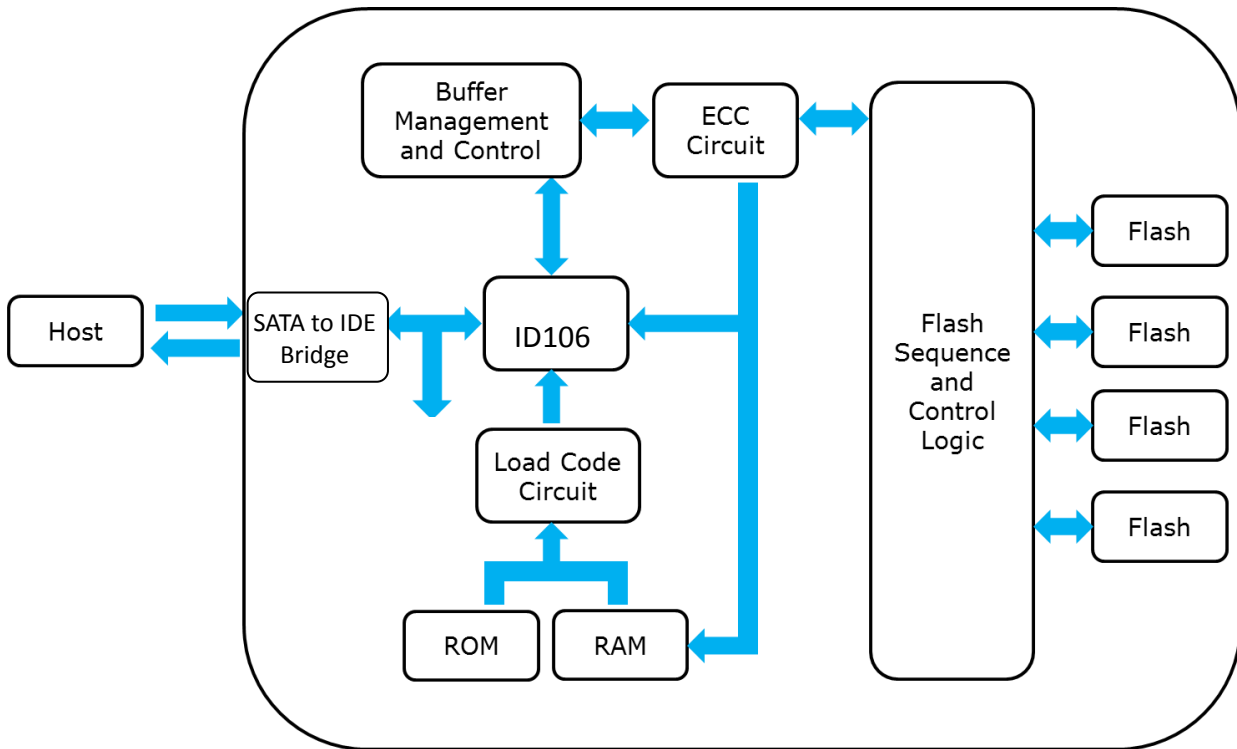 Buffer
Management
and Control
ECC
Circuit
Flash
Host
SATA to IDE
Bridge
ID106
Flash
Sequence
and
Control
Logic
Flash
Flash
Load Code
Circuit
Flash
ROM
RAM